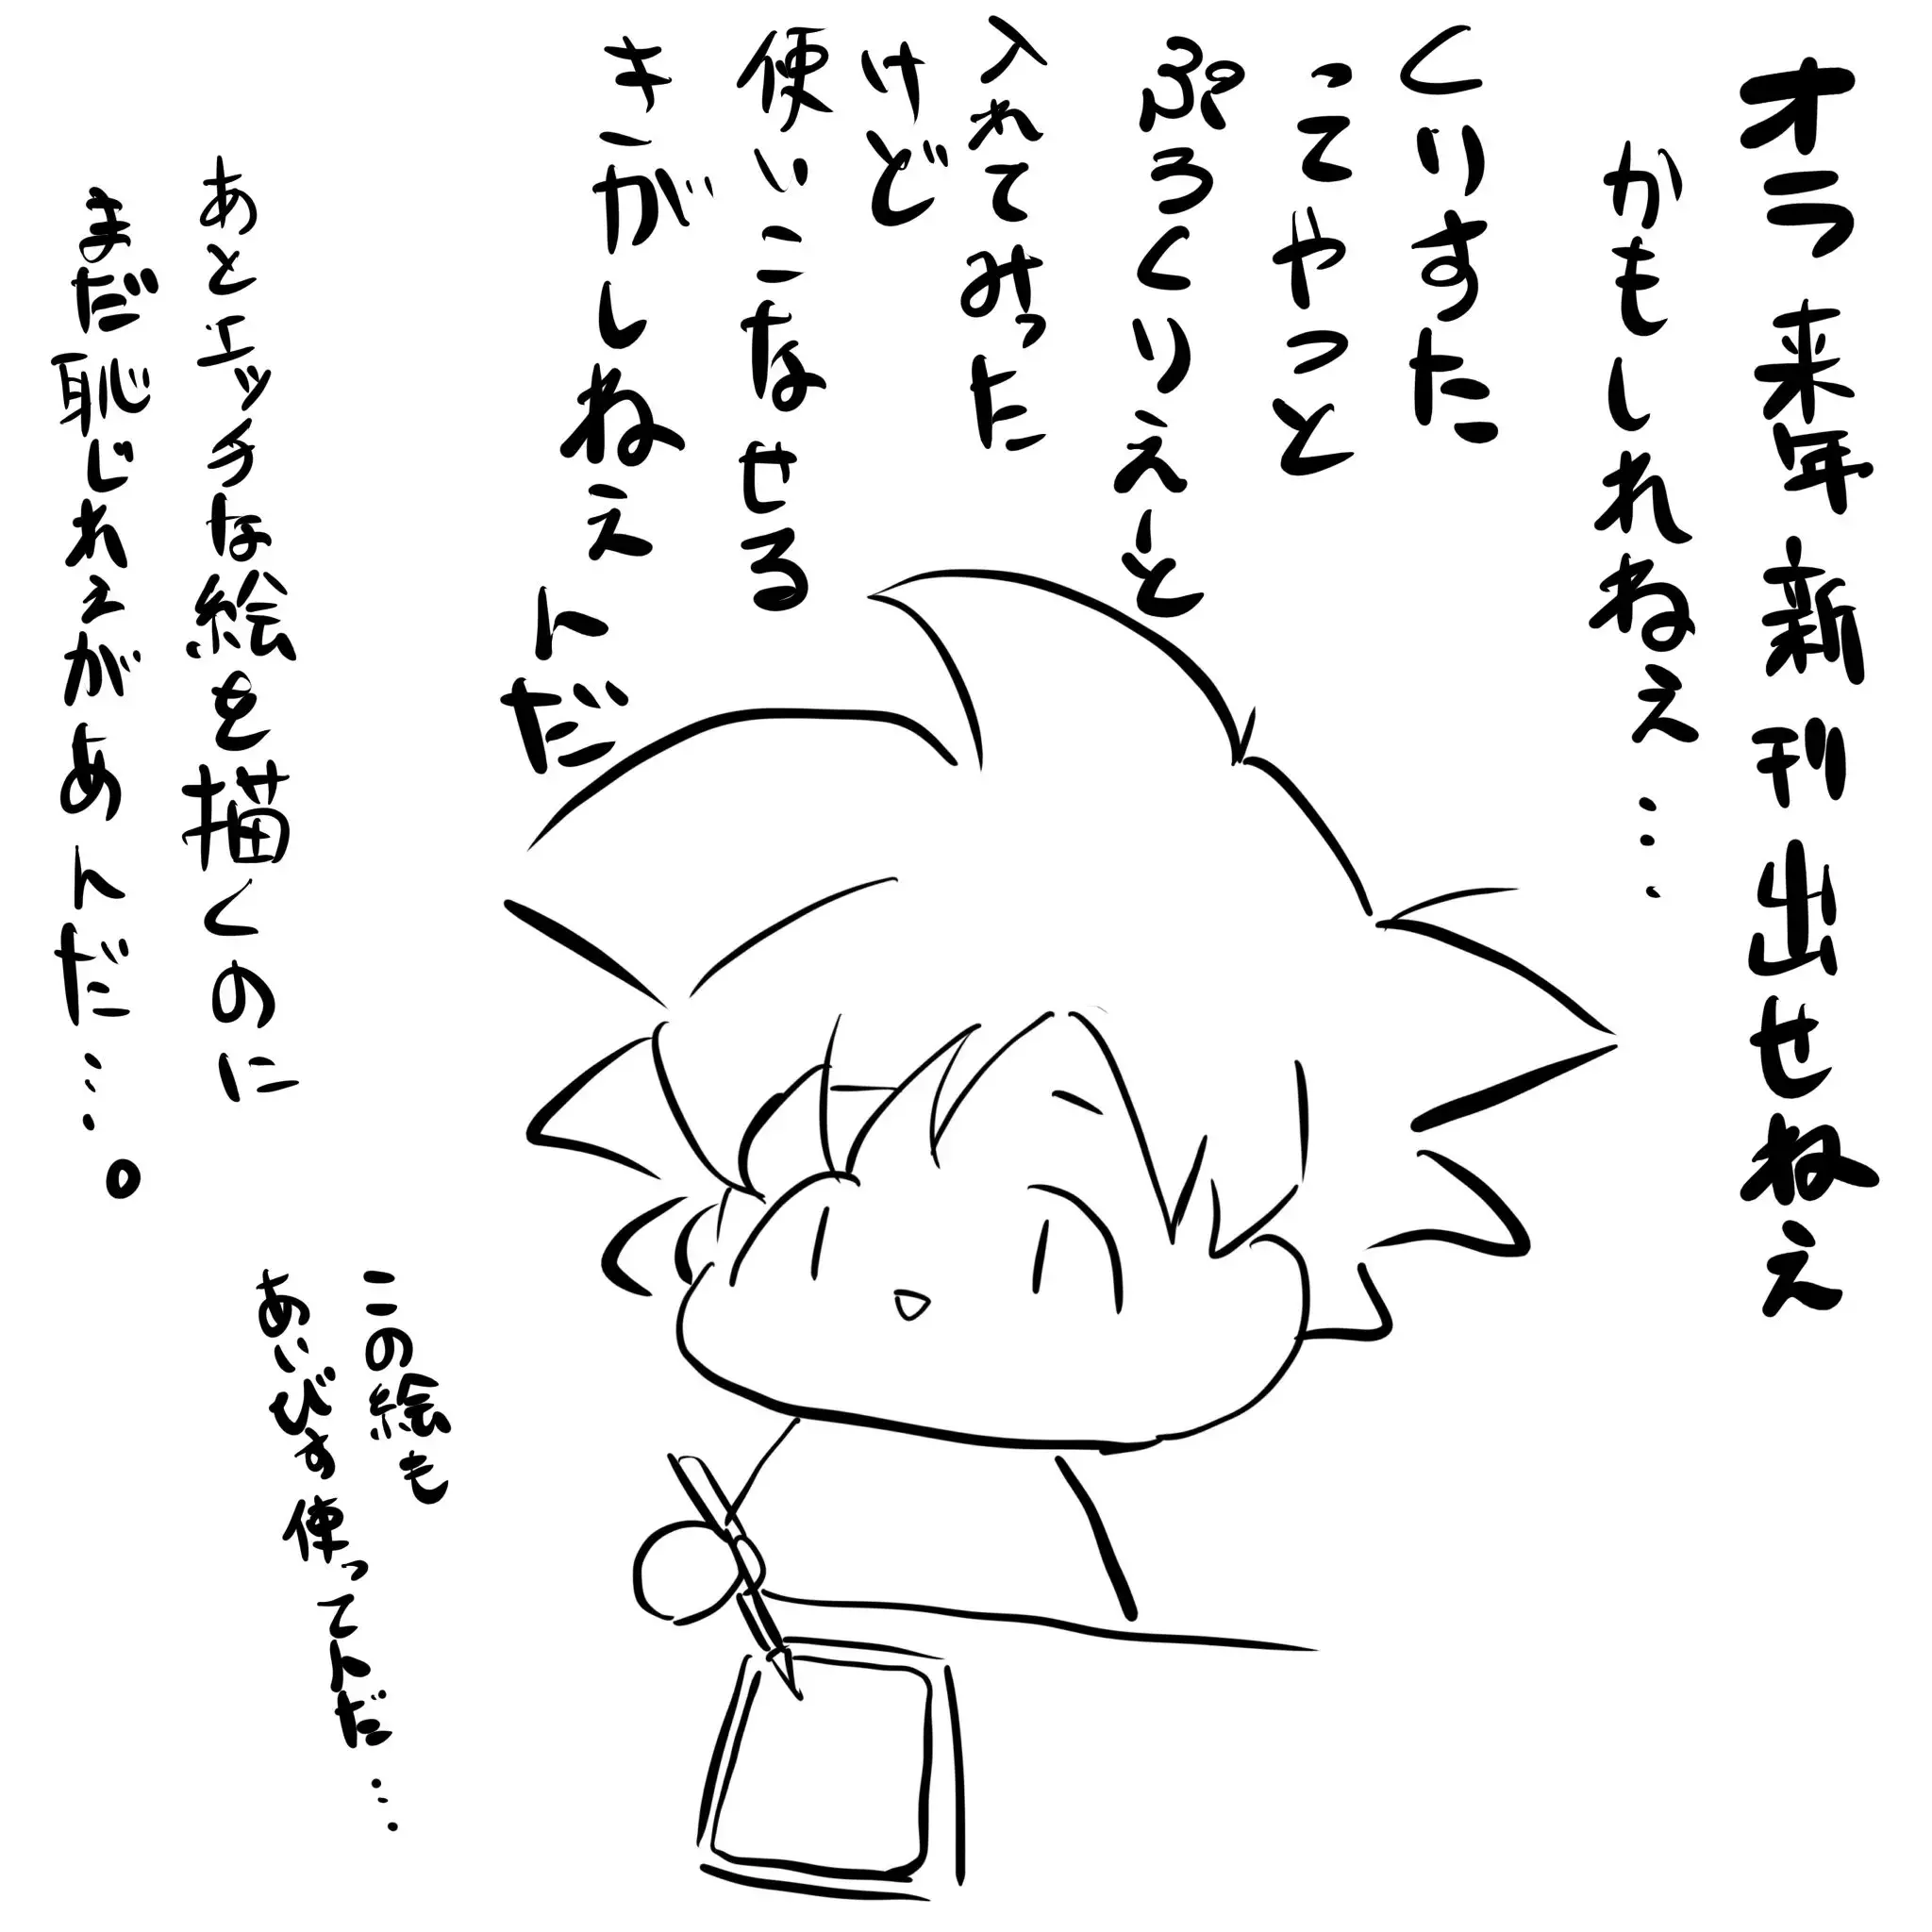 オラ来年新刊出せねえ
かもしれねえ…
くりすた
ってやつと
ぷろくりえーと
入れてみった
けど
使いこなせる
きがしねえ
んだ
あとエッチな絵を描くのに
まだ恥じれえがあんだ…。
この絵も
あいびす使ってんだ…